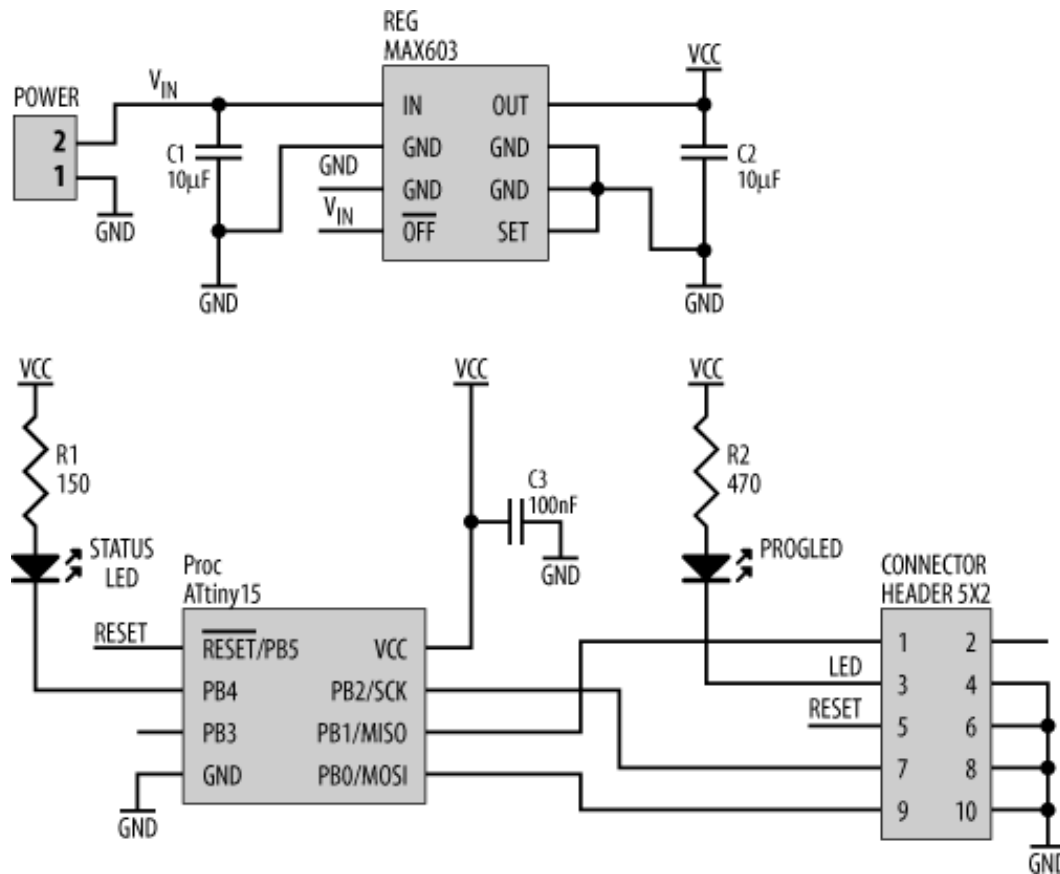 REG
MAX603
POWER
2
1
GND
V_IN
C1
10µF
GND
IN
GND
GND
OFF
OUT
GND
GND
SET
GND
V_IN
VCC
C2
10µF
GND
VCC
R1
150
STATUS
LED
VCC
C3
100nF
GND
Proc
ATtiny15
RESET
RESET/PB5
PB4
PB3
GND
VCC
PB2/SCK
PB1/MISO
PB0/MOSI
GND
VCC
R2
470
PROGLED
LED
RESET
CONNECTOR
HEADER 5X2
1 2
3 4
5 6
7 8
9 10
GND